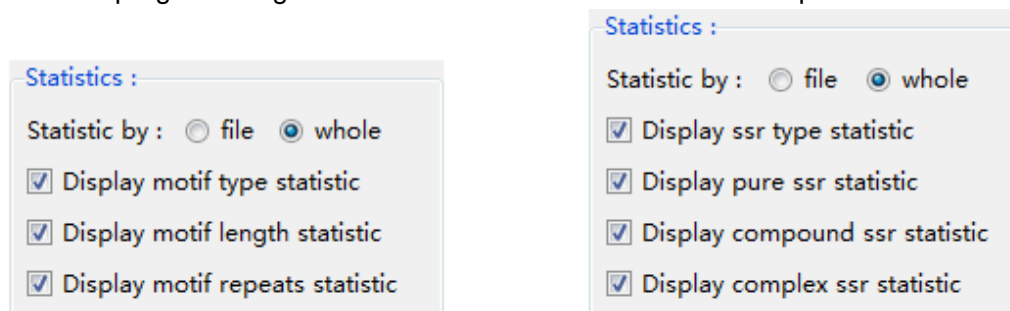 Statistics :
Statistic by : file whole
Display motif type statistic
Display motif length statistic
Display motif repeats statistic
Statistics :
Statistic by : file whole
Display ssr type statistic
Display pure ssr statistic
Display compound ssr statistic
Display complex ssr statistic